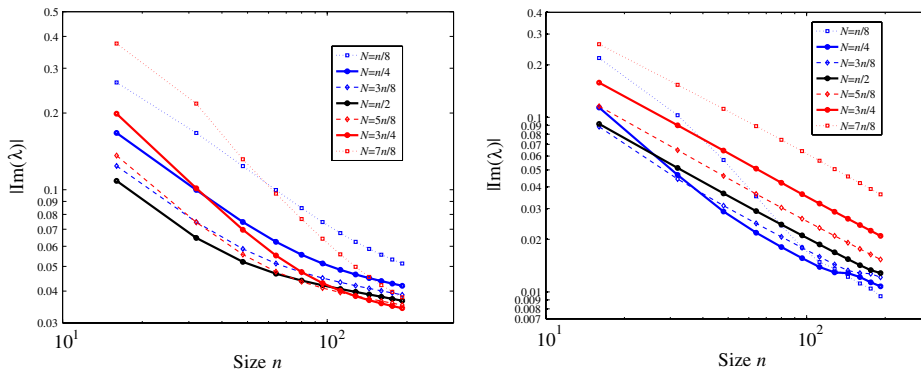 0.5
0.4
0.3
0.2
0.1
0.09
0.08
0.07
0.06
0.05
0.04
0.03
|Im(λ)|
10^1
10^2
Size n
N=n/8
N=n/4
N=3n/8
N=n/2
N=5n/8
N=3n/4
N=7n/8
0.4
0.3
0.2
0.1
0.09
0.08
0.07
0.06
0.05
0.04
0.03
0.02
0.01
0.009
0.008
0.007
|Im(λ)|
10^1
10^2
Size n
N=n/8
N=n/4
N=3n/8
N=n/2
N=5n/8
N=3n/4
N=7n/8